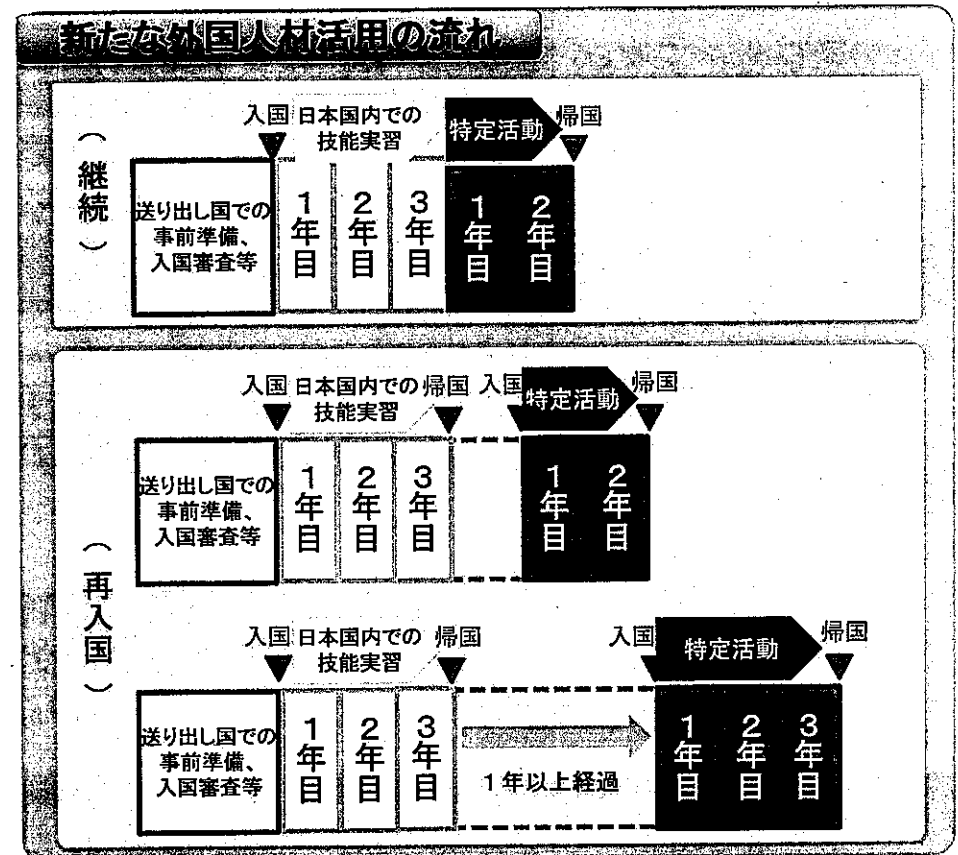 新たな外国人材活用の流れ
（継続）
入国
日本国内での
技能実習
特定活動
帰国
送り出し国での
事前準備、
入国審査等
1年目
2年目
3年目
1年目
2年目
（再入国）
入国
日本国内での
技能実習
帰国
入国
特定活動
帰国
送り出し国での
事前準備、
入国審査等
1年目
2年目
3年目
1年目
2年目
入国
日本国内での
技能実習
帰国
入国
特定活動
帰国
送り出し国での
事前準備、
入国審査等
1年目
2年目
3年目
1年以上経過
1年目
2年目
3年目